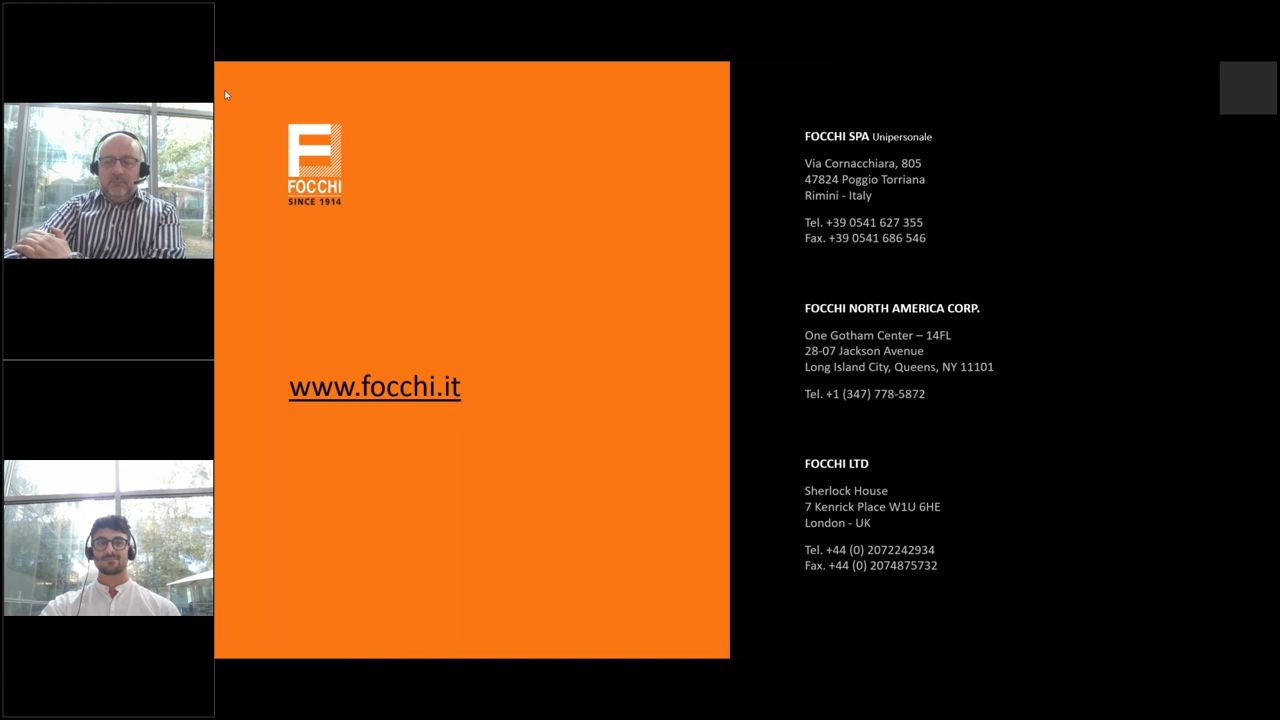 FOCCHI
SINCE 1914
www.focchi.it
FOCCHI SPA Unipersonale
Via Cornacchiara, 805
47824 Poggio Torriana
Rimini - Italy
Tel. +39 0541 627 355
Fax. +39 0541 686 546
FOCCHI NORTH AMERICA CORP.
One Gotham Center – 14FL
28-07 Jackson Avenue
Long Island City, Queens, NY 11101
Tel. +1 (347) 778-5872
FOCCHI LTD
Sherlock House
7 Kenrick Place W1U 6HE
London - UK
Tel. +44 (0) 2072242934
Fax. +44 (0) 2074875732